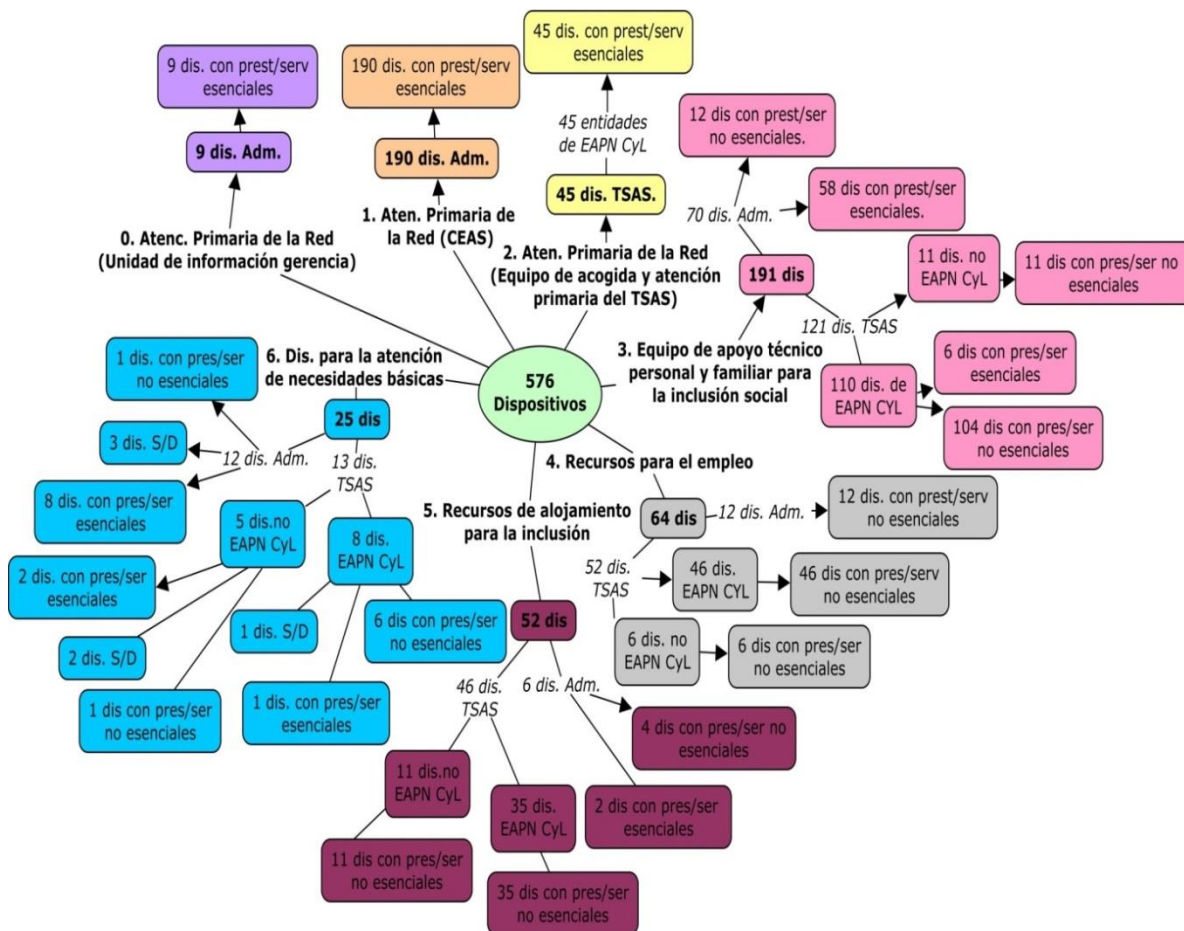 9 dis. con prest/serv
esenciales
9 dis. Adm.
0. Atenc. Primaria de la Red
(Unidad de información gerencia)
190 dis. con prest/serv
esenciales
190 dis. Adm.
1. Aten. Primaria de
la Red (CEAS)
45 dis. con prest/serv
esenciales
45 entidades
de EAPN CyL
45 dis. TSAS.
2. Aten. Primaria de la Red
(Equipo de acogida y atención
primaria del TSAS)
12 dis con prest/ser
no esenciales.
58 dis con prest/ser
esenciales.
70 dis. Adm.
191 dis
121 dis. TSAS
11 dis. no
EAPN CyL
11 dis con pres/ser no
esenciales
110 dis. de
EAPN CYL
6 dis con pres/ser
esenciales
104 dis con pres/ser
no esenciales
3. Equipo de apoyo técnico
personal y familiar para
la inclusión social
576
Dispositivos
6. Dis. para la atención
de necesidades básicas
25 dis
1 dis. con pres/ser
no esenciales
3 dis. S/D
12 dis. Adm.
8 dis. con pres/ser
esenciales
13 dis.
TSAS
5 dis.no
EAPN CyL
2 dis. con pres/ser
esenciales
2 dis. S/D
1 dis con pres/ser
no esenciales
8 dis.
EAPN CyL
1 dis. S/D
6 dis con pres/ser
no esenciales
1 dis. con pres/ser
esenciales
4. Recursos para el empleo
64 dis
12 dis. Adm.
12 dis. con prest/serv
no esenciales
52 dis.
TSAS
46 dis.
EAPN CYL
46 dis con pres/serv
no esenciales
6 dis. no
EAPN CyL
6 dis con pres/ser
no esenciales
5. Recursos de alojamiento
para la inclusión
52 dis
46 dis.
TSAS
6 dis. Adm.
4 dis con pres/ser no
esenciales
2 dis con pres/ser
esenciales
11 dis.no
EAPN CyL
11 dis con pres/ser
no esenciales
35 dis.
EAPN CyL
35 dis con pres/ser
no esenciales